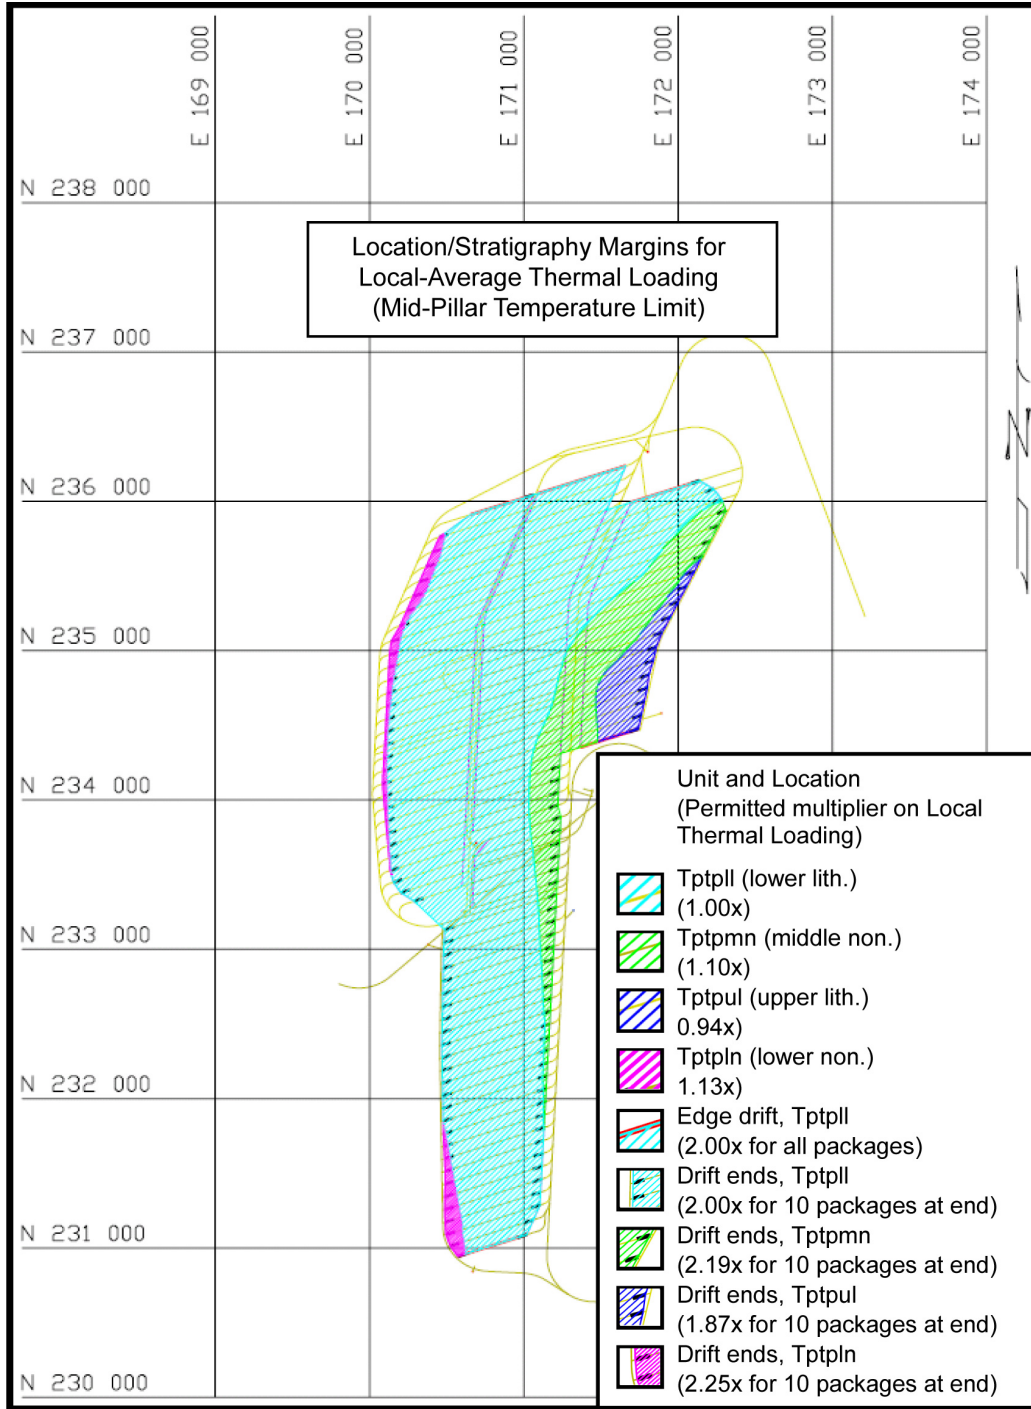 E 169 000
E 170 000
E 171 000
E 172 000
E 173 000
E 174 000
N 238 000
Location/Stratigraphy Margins for
Local-Average Thermal Loading
(Mid-Pillar Temperature Limit)
N 237 000
N
N 236 000
N 235 000
N 234 000
N 233 000
N 232 000
N 231 000
N 230 000
Unit and Location
(Permitted multiplier on Local
Thermal Loading)
Tptpll (lower lith.)
(1.00x)
Tptpmn (middle non.)
(1.10x)
Tptpul (upper lith.)
0.94x)
Tptpln (lower non.)
1.13x)
Edge drift, Tptpll
(2.00x for all packages)
Drift ends, Tptpll
(2.00x for 10 packages at end)
Drift ends, Tptpmn
(2.19x for 10 packages at end)
Drift ends, Tptpul
(1.87x for 10 packages at end)
Drift ends, Tptpln
(2.25x for 10 packages at end)